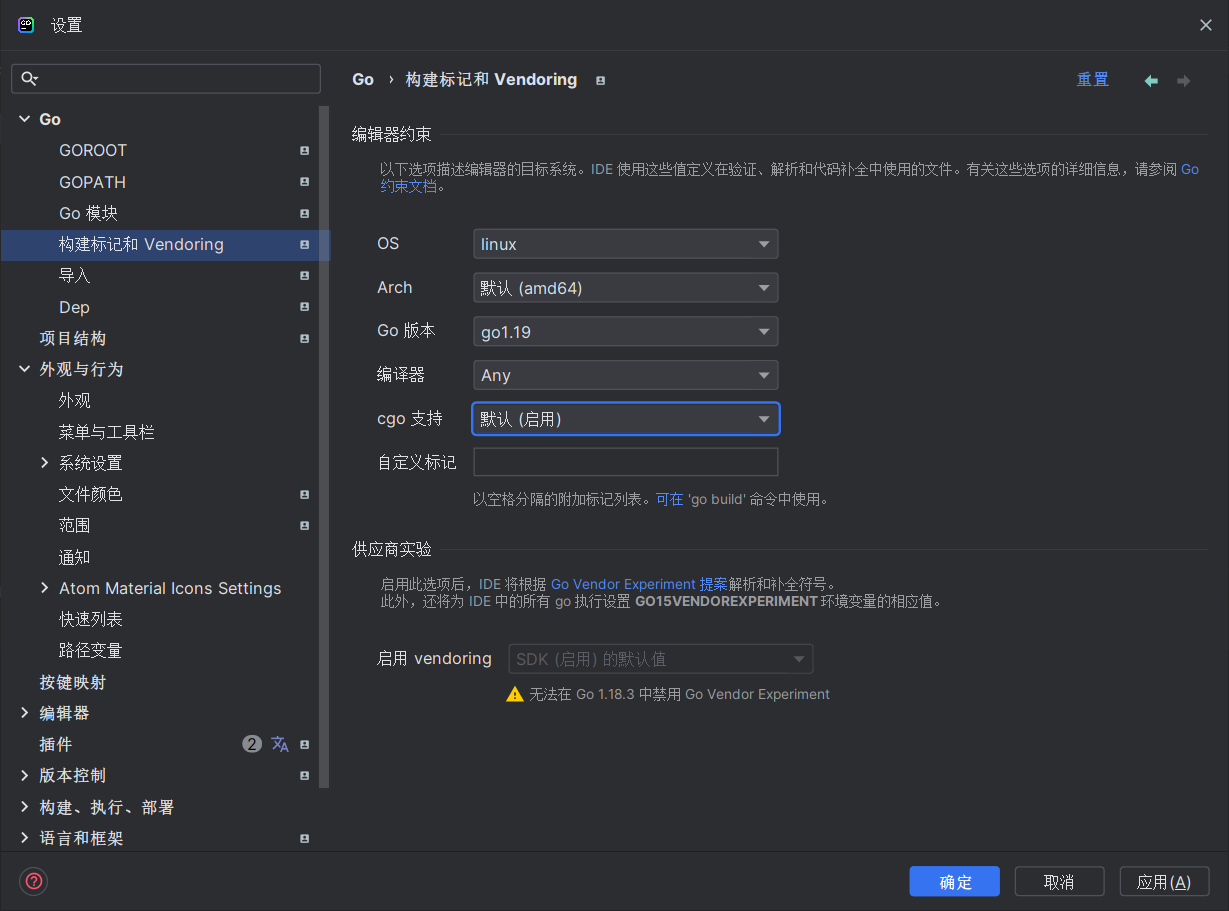 设置
Go
GOROOT
GOPATH
Go 模块
构建标记和 Vendoring
导入
Dep
项目结构
外观与行为
外观
菜单与工具栏
系统设置
文件颜色
范围
通知
Atom Material Icons Settings
快速列表
路径变量
按键映射
编辑器
插件 2
版本控制
构建、执行、部署
语言和框架
Go › 构建标记和 Vendoring
重置
编辑器约束
以下选项描述编辑器的目标系统。IDE 使用这些值定义在验证、解析和代码补全中使用的文件。有关这些选项的详细信息，请参阅 Go
约束文档。
OS linux
Arch 默认 (amd64)
Go 版本 go1.19
编译器 Any
cgo 支持 默认 (启用)
自定义标记
以空格分隔的附加标记列表。可在 'go build' 命令中使用。
供应商实验
启用此选项后，IDE 将根据 Go Vendor Experiment 提案解析和补全符号。
此外，还将为 IDE 中的所有 go 执行设置 GO15VENDOREXPERIMENT 环境变量的相应值。
启用 vendoring SDK (启用) 的默认值
无法在 Go 1.18.3 中禁用 Go Vendor Experiment
确定
取消
应用(A)